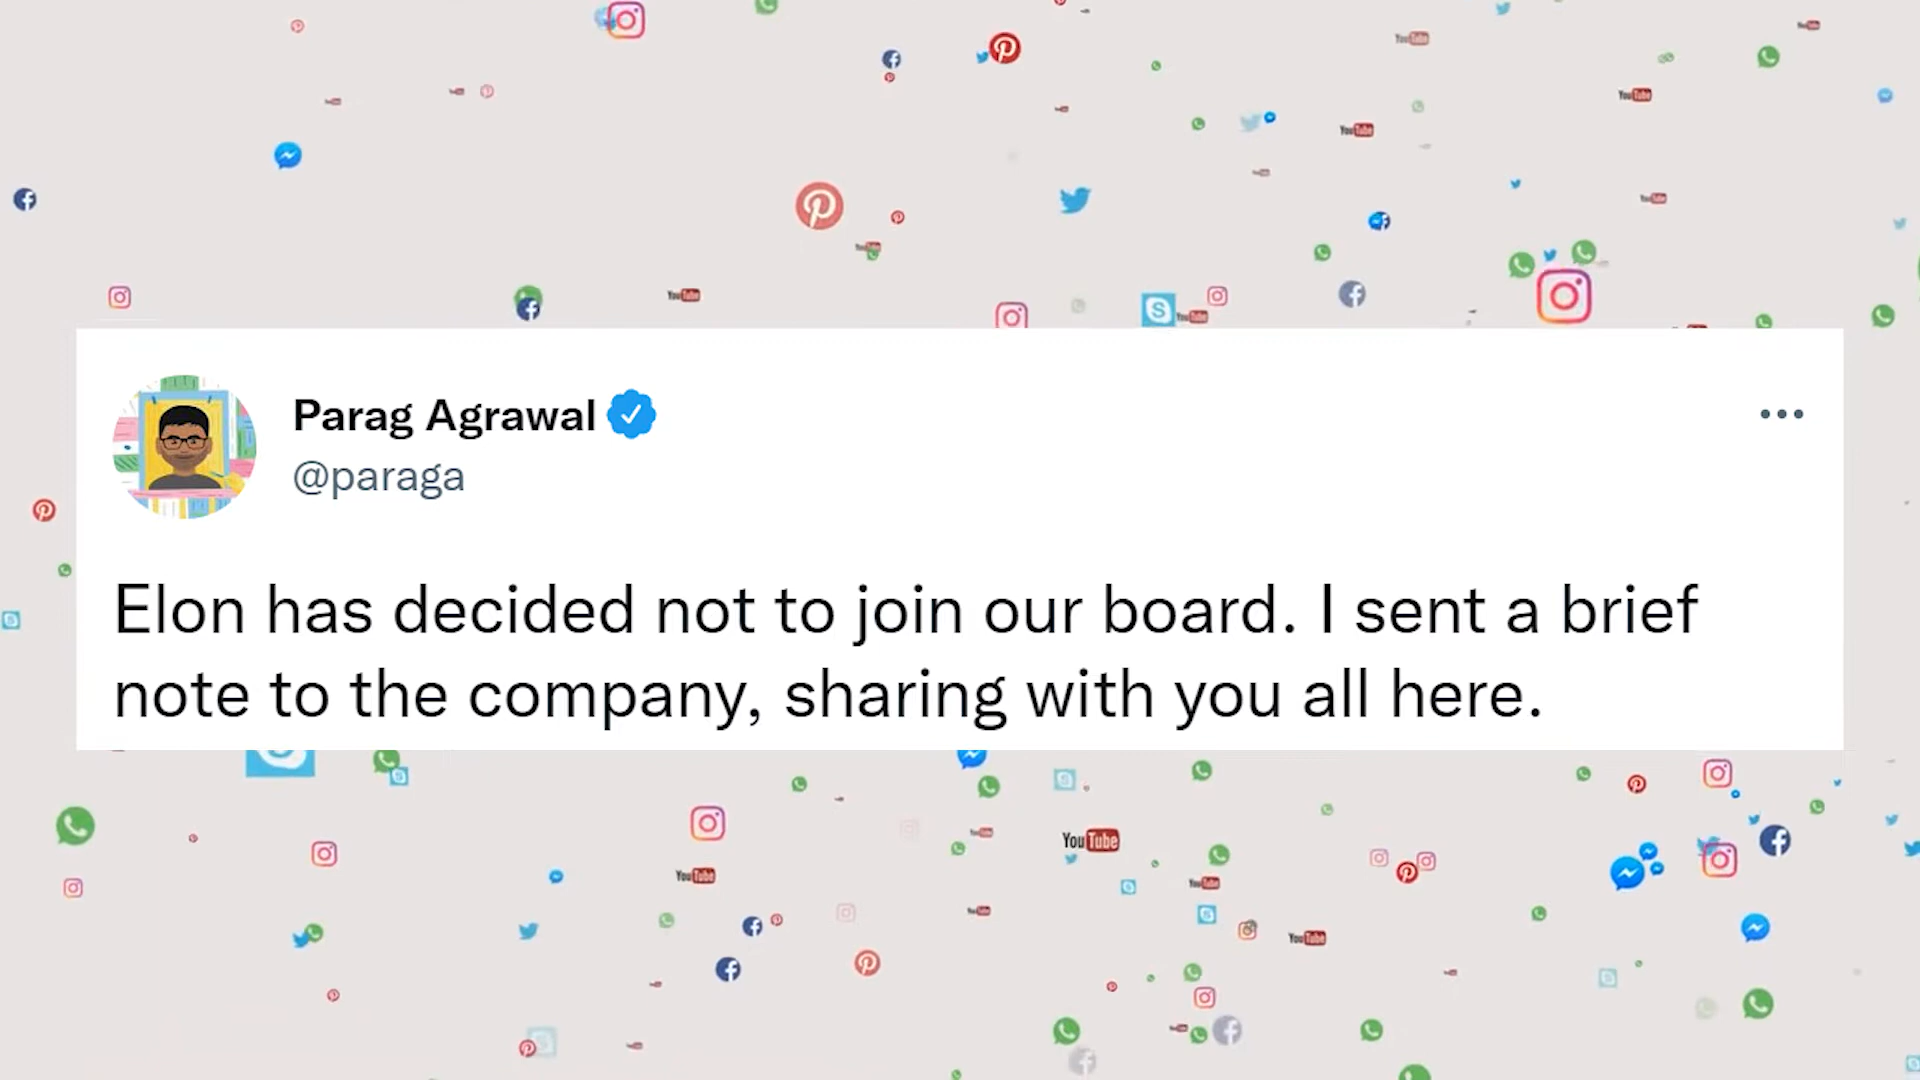 Parag Agrawal
@paraga
Elon has decided not to join our board. I sent a brief
note to the company, sharing with you all here.
YouTube